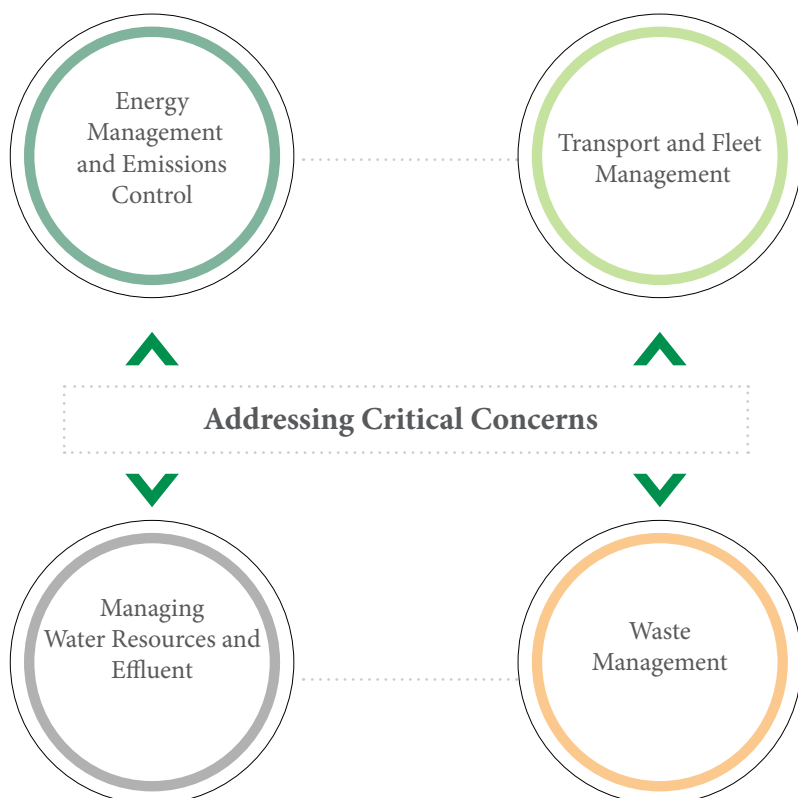 Energy
Management
and Emissions
Control
Transport and Fleet
Management
Addressing Critical Concerns
Managing
Water Resources and
Effluent
Waste
Management